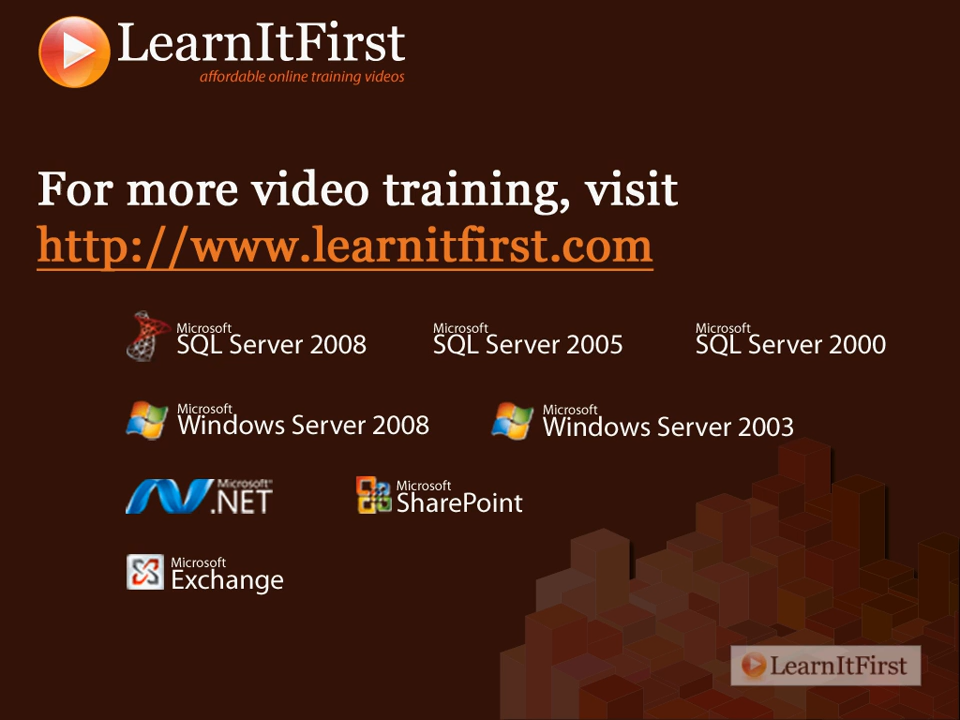 LearnItFirst
affordable online training videos
For more video training, visit
http://www.learnitfirst.com
Microsoft
SQL Server 2008
Microsoft
SQL Server 2005
Microsoft
SQL Server 2000
Microsoft
Windows Server 2008
Microsoft
Windows Server 2003
Microsoft™
.NET
Microsoft
SharePoint
Microsoft
Exchange
LearnItFirst